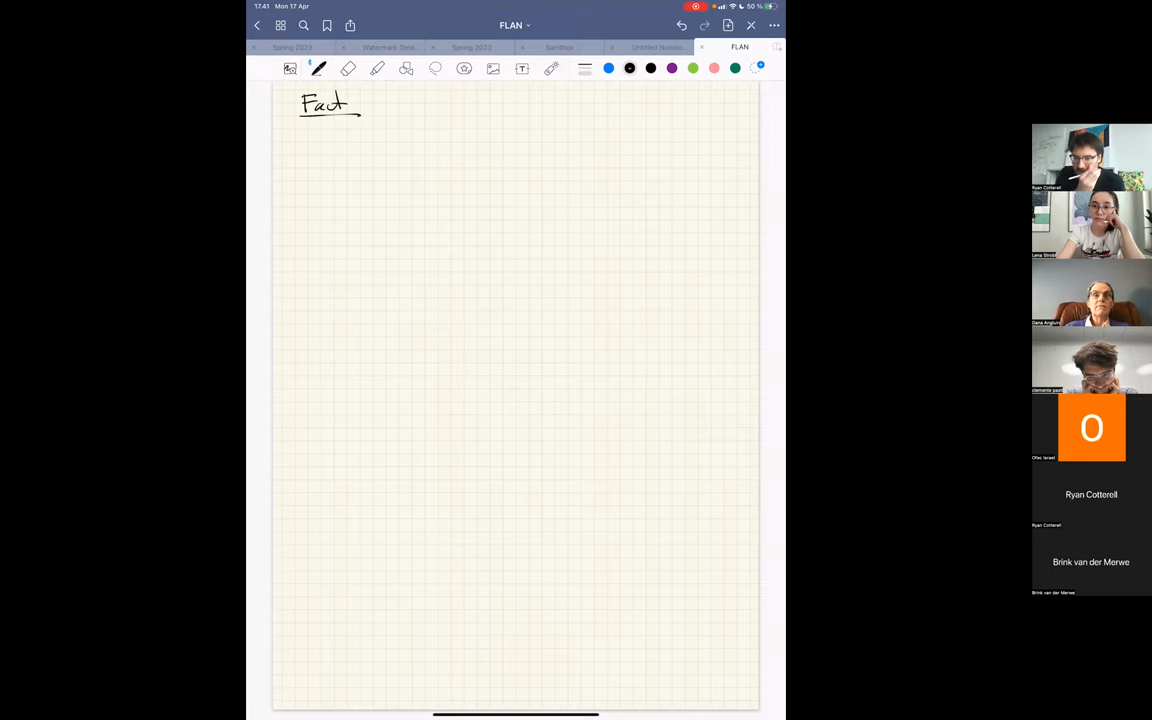 17.41 Mon 17 Apr
50 %
FLAN
Spring 2023
Watermark Dete...
Spring 2023
Sandbox
Untitled Notebo...
FLAN
Fact
Ryan Cotterell
Lena Strobl
Dana Angluin
clemente pasti
O
Ofec Israel
Ryan Cotterell
Ryan Cotterell
Brink van der Merwe
Brink van der Merwe